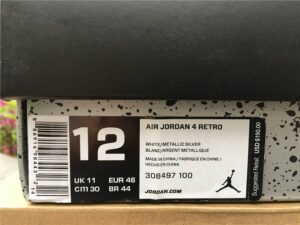 12
UK 11 EUR 46
CM 30 BR 44
AIR JORDAN 4 RETRO
WHITE/METALLIC SILVER
BLANC/ARGENT METALLIQUE
MADE IN CHINA / FABRIQUE EN CHINE /
HECHO EN CHINA
308497 100
JORDAN.COM
Suggested Retail: USD $190.00